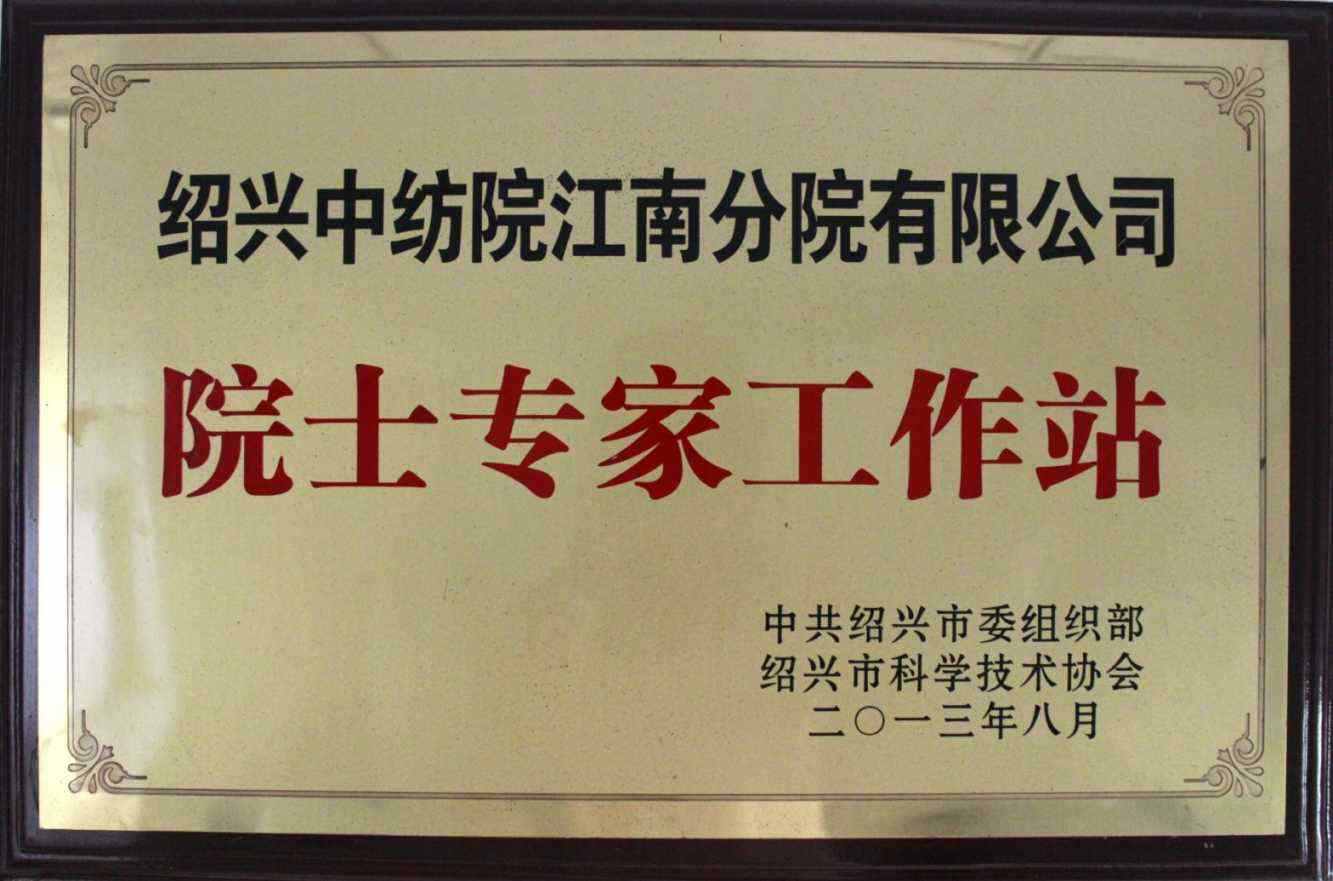 绍兴中纺院江南分院有限公司
院士专家工作站
中共绍兴市委组织部
绍兴市科学技术协会
二〇一三年八月